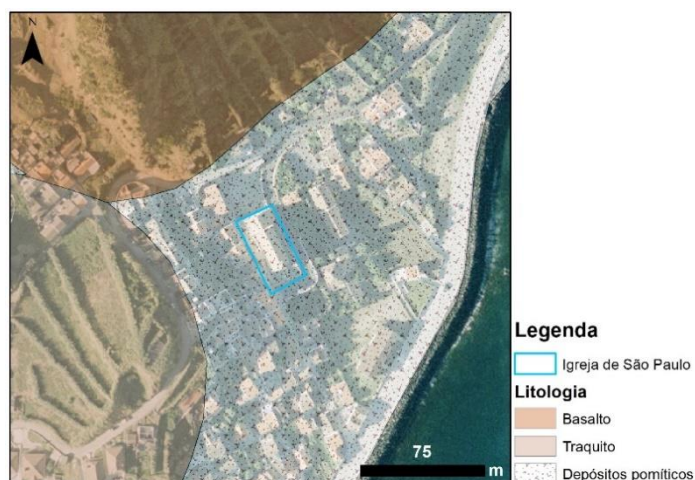 N
75
m
Legenda
Igreja de São Paulo
Litologia
Basalto
Traquito
Depósitos pomíticos